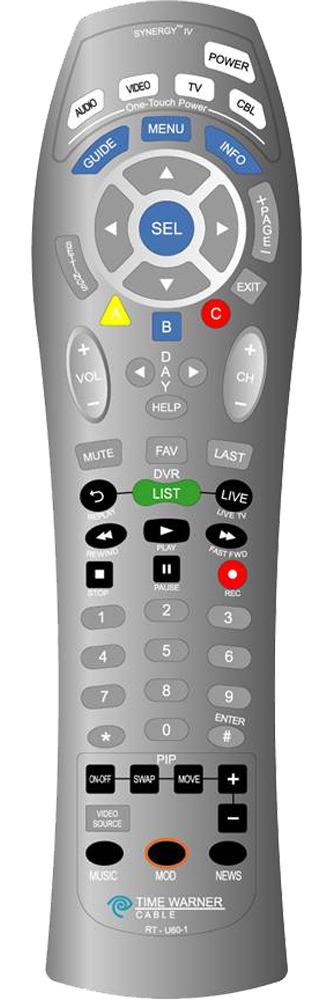 SYNERGY™ IV
POWER
AUDIO VIDEO TV CBL
One-Touch Power
GUIDE MENU INFO
+PAGE-
SEL
SETTINGS
EXIT
A B C
+ +
VOL DAY CH
- -
HELP
MUTE FAV LAST
DVR
LIST LIVE
REPLAY LIVE TV
REWIND PLAY FAST FWD
STOP PAUSE REC
1 2 3
4 5 6
7 8 9
ENTER
* 0 #
PIP
ON-OFF SWAP MOVE +
-
VIDEO
SOURCE
MUSIC MOD NEWS
TIME WARNER
CABLE
RT - U60-1